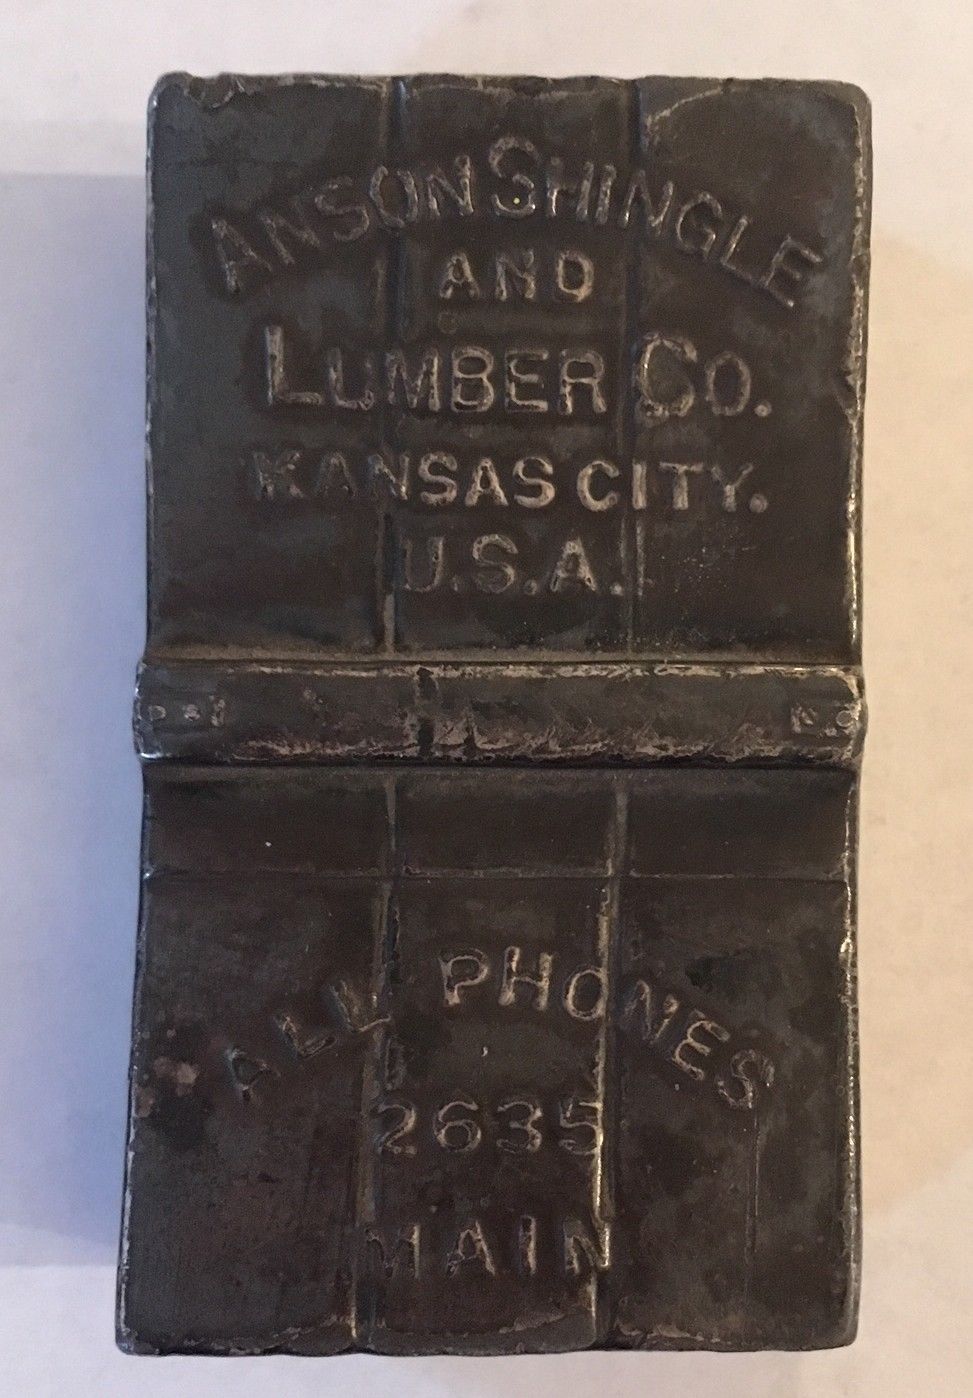 ANSON SHINGLE
AND
LUMBER CO.
KANSAS CITY.
U.S.A.
ALL PHONES
2635
MAIN